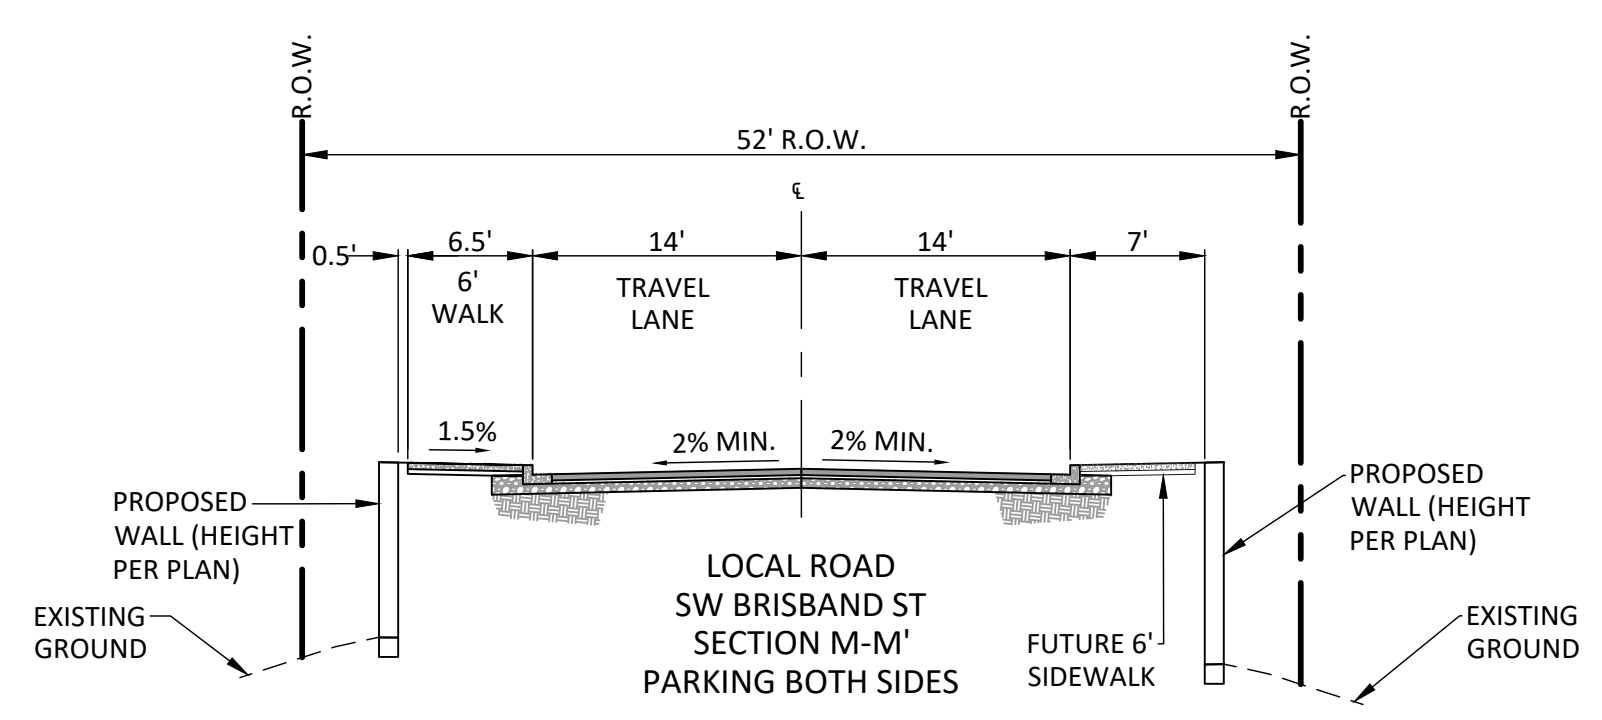 R.O.W.
R.O.W.
52' R.O.W.
℄
0.5'
6.5'
14'
14'
7'
6'
WALK
TRAVEL
LANE
TRAVEL
LANE
1.5%
2% MIN.
2% MIN.
PROPOSED
WALL (HEIGHT
PER PLAN)
PROPOSED
WALL (HEIGHT
PER PLAN)
EXISTING
GROUND
LOCAL ROAD
SW BRISBAND ST
SECTION M-M'
PARKING BOTH SIDES
FUTURE 6'
SIDEWALK
EXISTING
GROUND